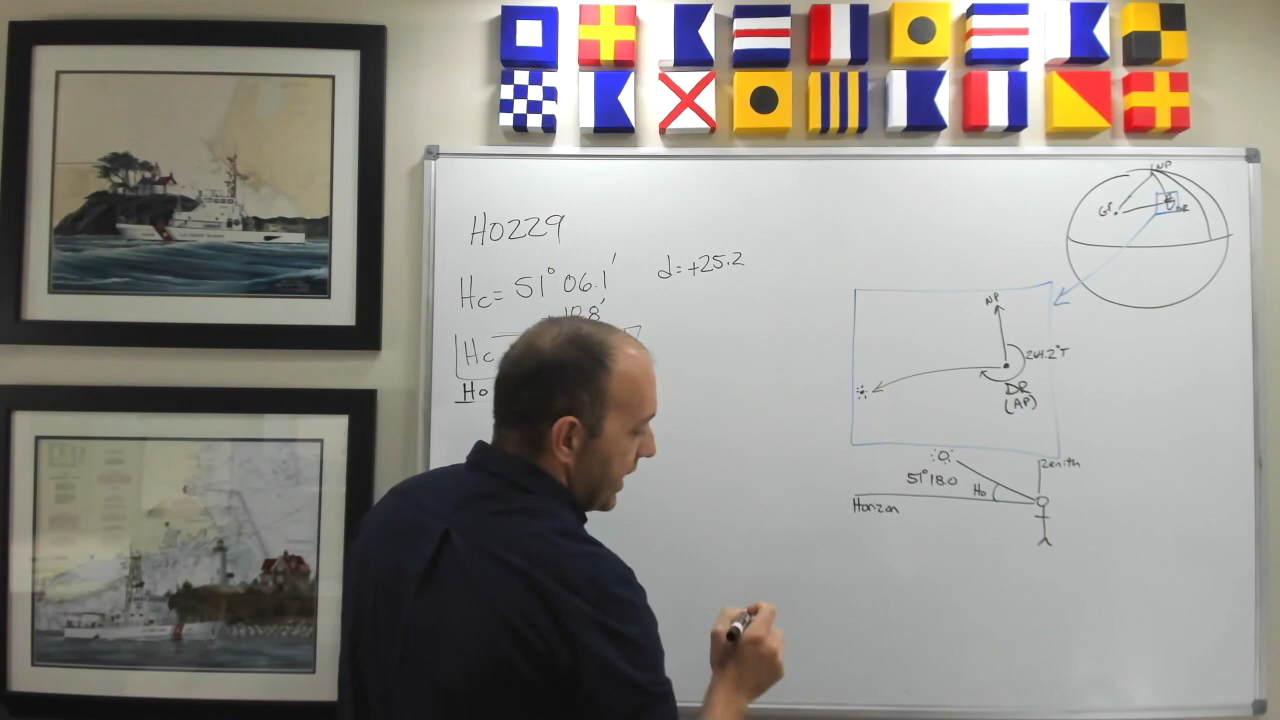 HO229
Hc = 51° 06.1' d = +25.2
Hc
Ho
NP
GP.
DR
NP
264.2°T
DR
(AP)
Zenith
51° 18.0 Ho
Horizon